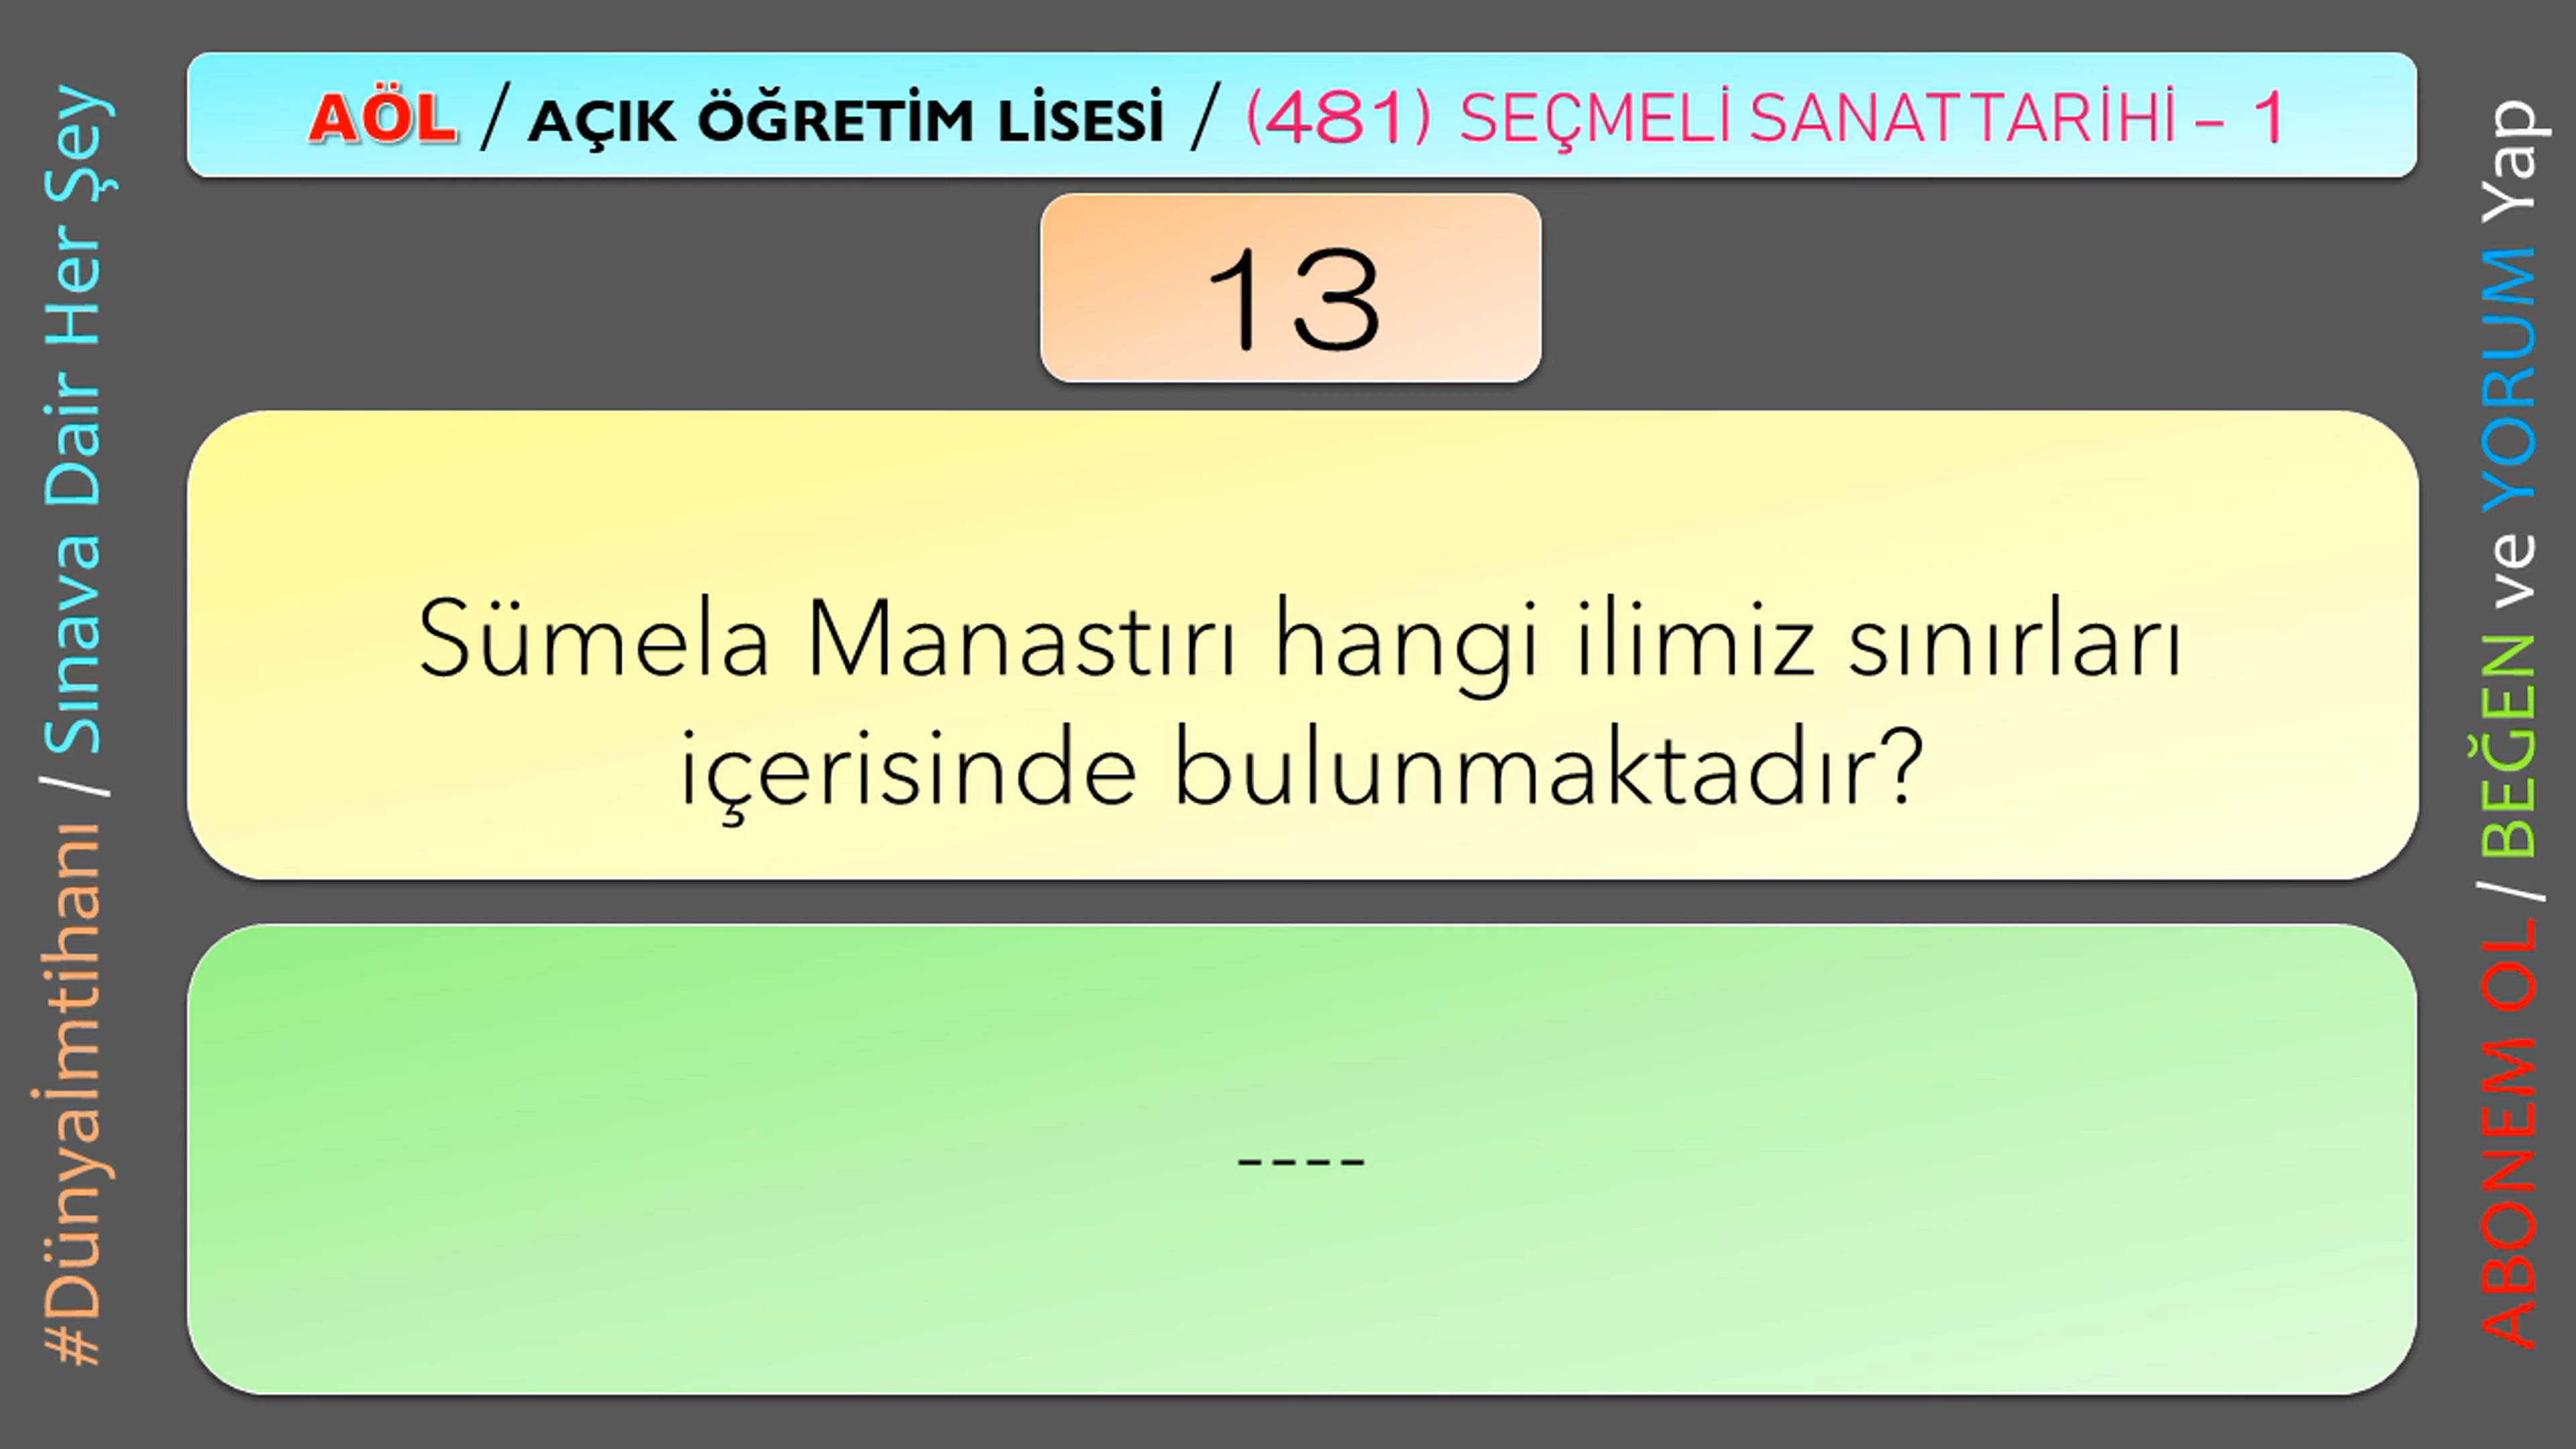 AÖL / AÇIK ÖĞRETİM LİSESİ / (481) SEÇMELİ SANAT TARİHİ – 1
13
Sümela Manastırı hangi ilimiz sınırları
içerisinde bulunmaktadır?
----
#Dünyaİmtihanı / Sınava Dair Her Şey
ABONEM OL / BEĞEN ve YORUM Yap